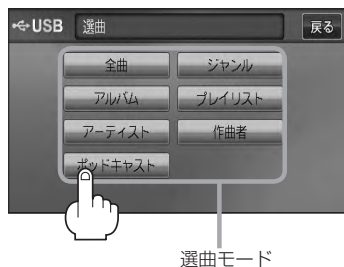 USB 選曲 戻る
全曲 ジャンル
アルバム プレイリスト
アーティスト 作曲者
ポッドキャスト
選曲モード